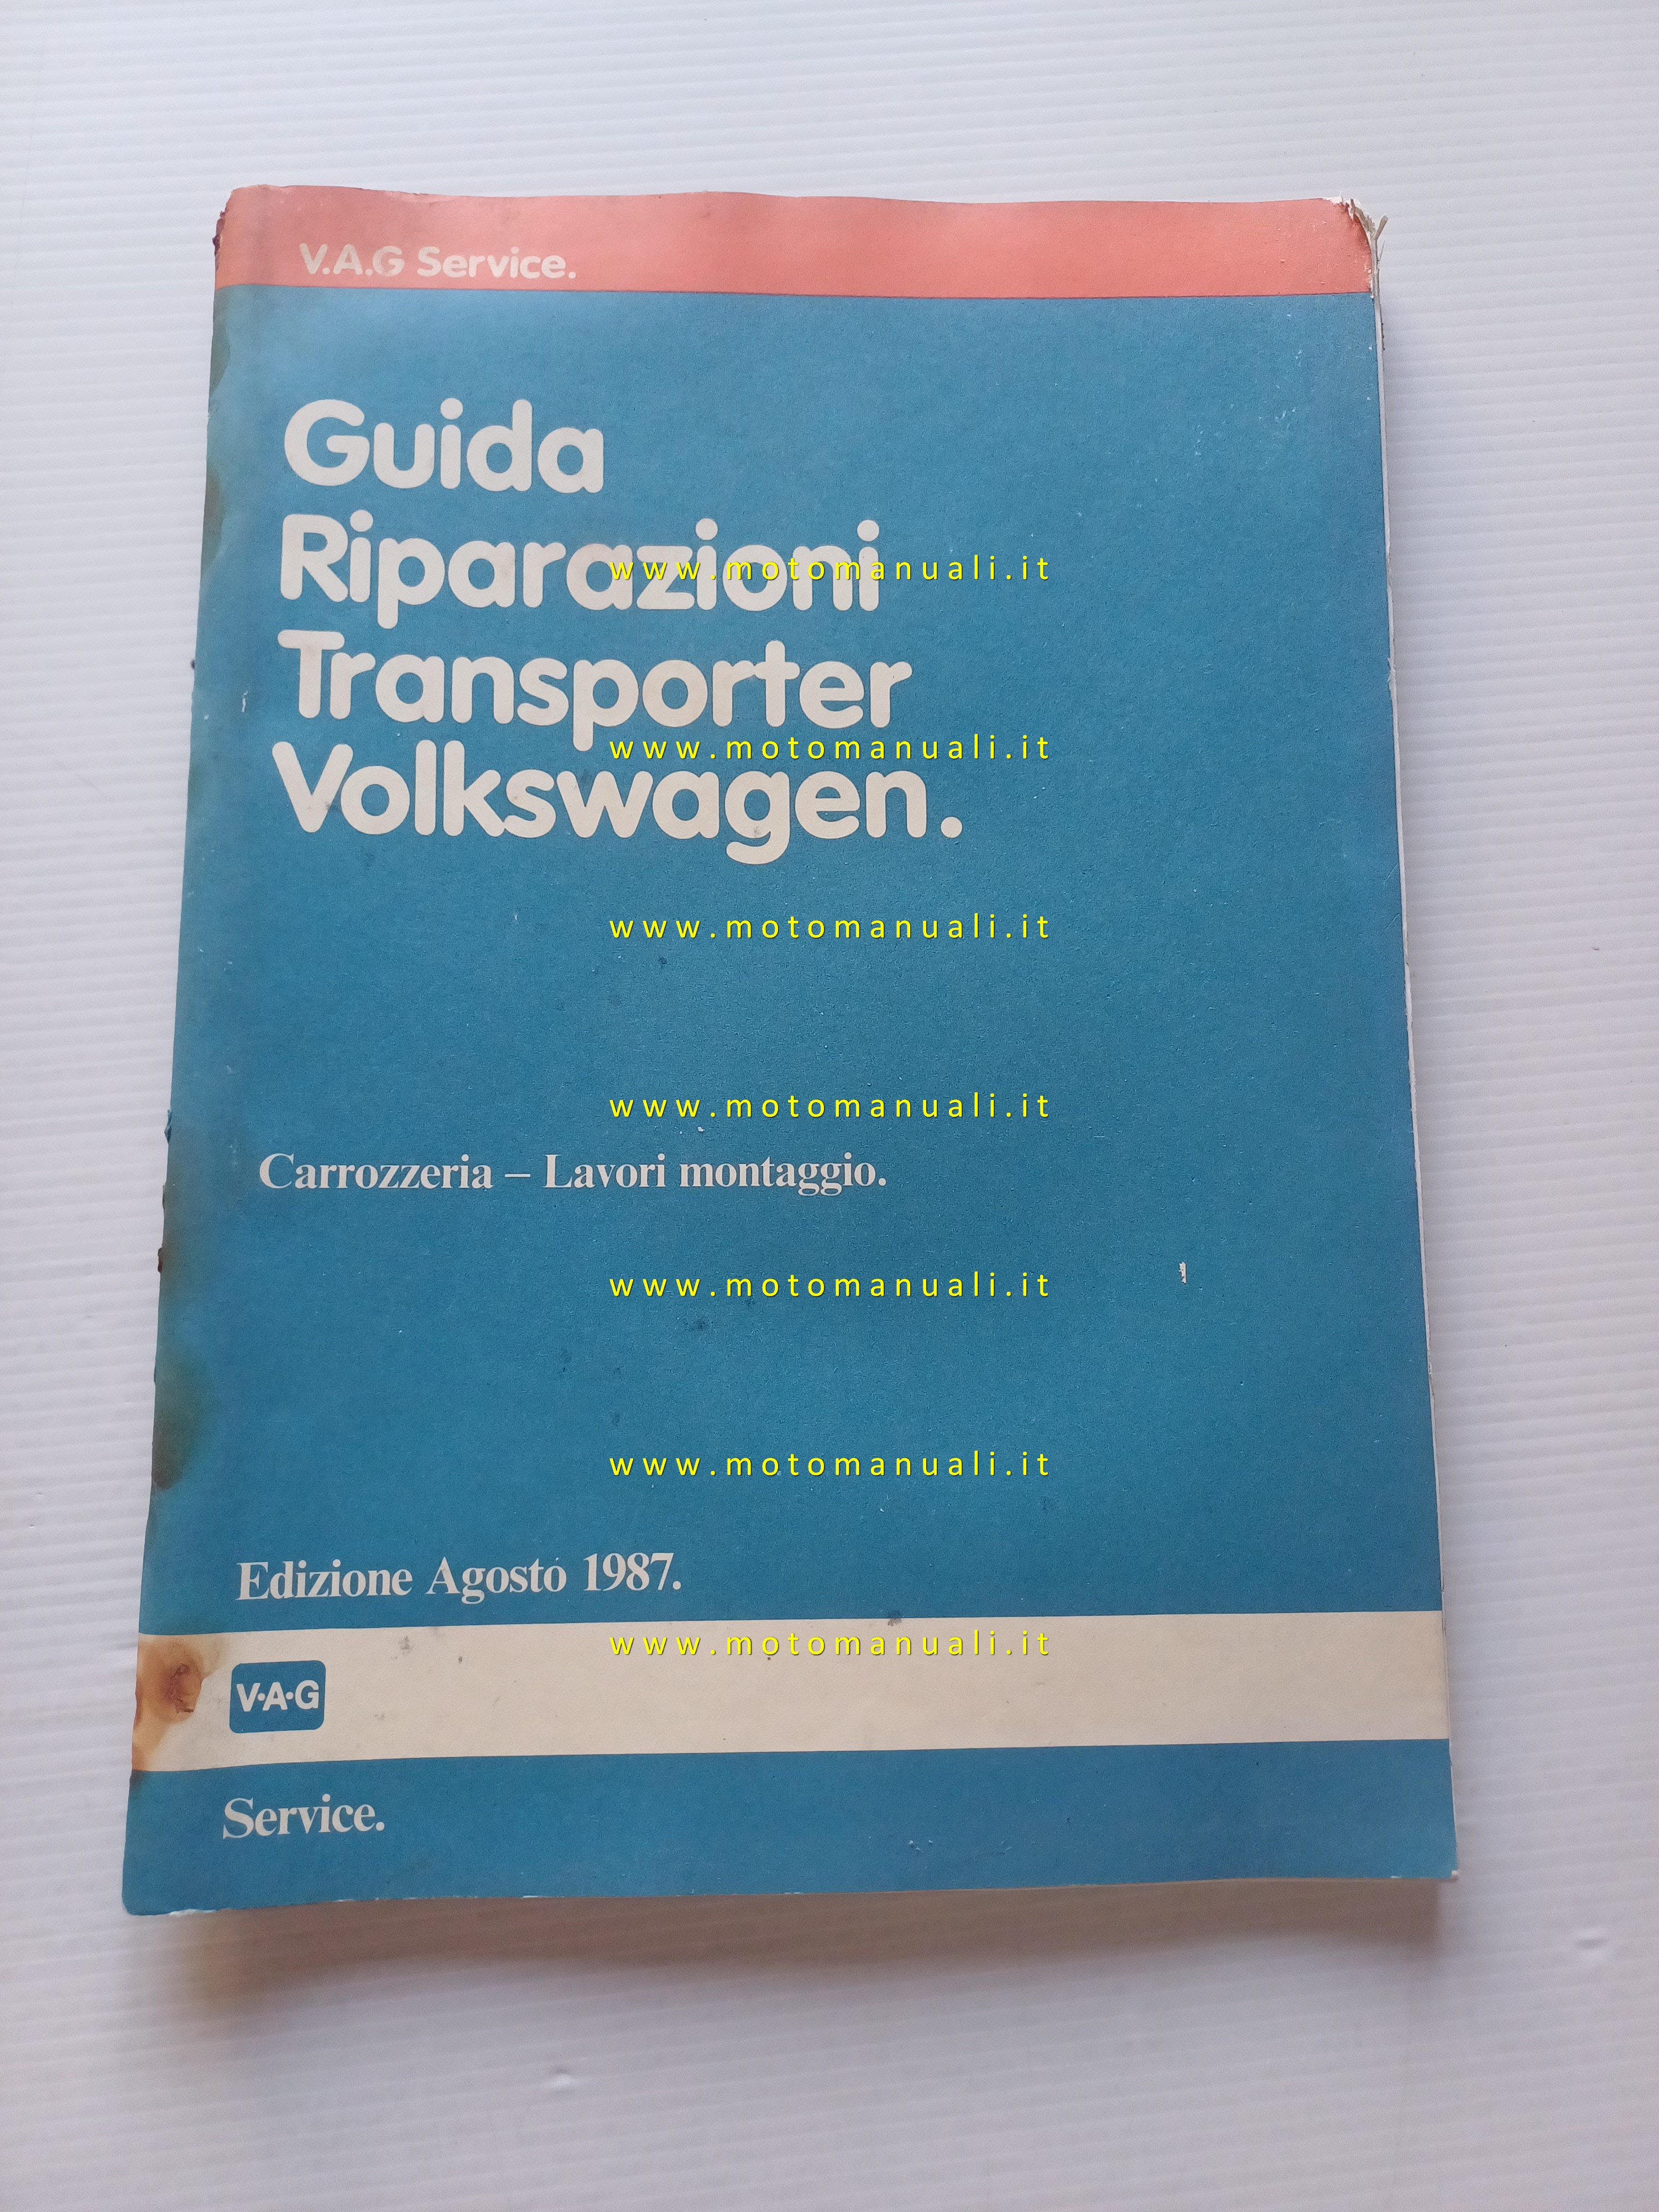 V.A.G Service.
Guida
Riparazioni
www.motomanuali.it
Transporter
www.motomanuali.it
Volkswagen.
www.motomanuali.it
www.motomanuali.it
Carrozzeria – Lavori montaggio.
www.motomanuali.it
www.motomanuali.it
Edizione Agosto 1987.
www.motomanuali.it
V·A·G
Service.